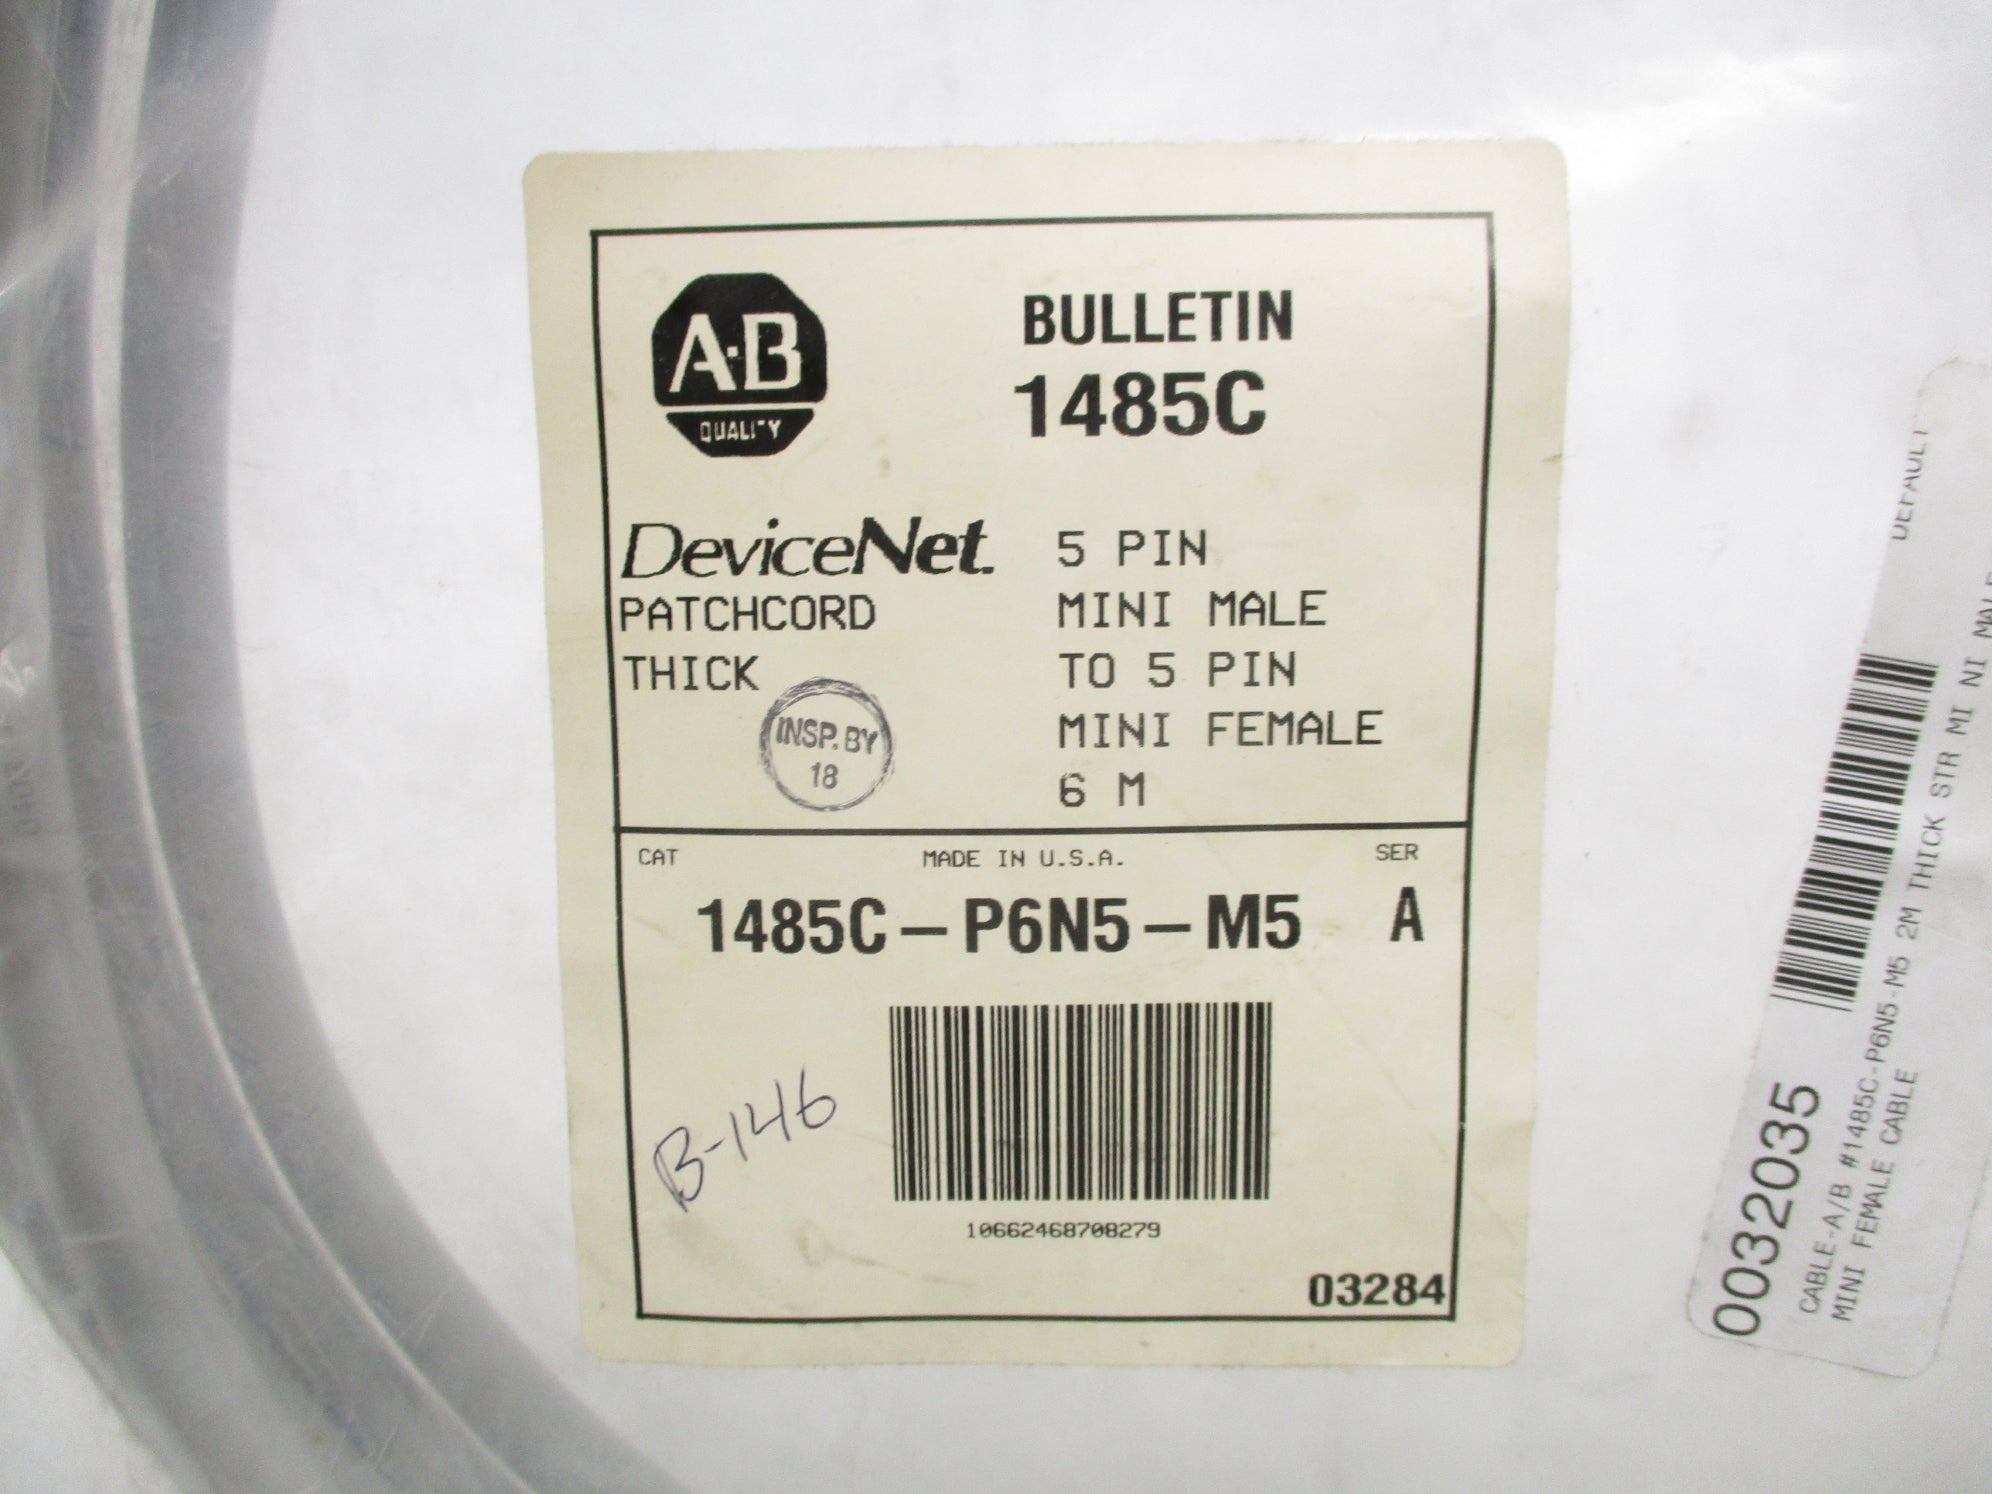 A·B
QUALITY
BULLETIN
1485C
DeviceNet.
PATCHCORD
THICK
5 PIN
MINI MALE
TO 5 PIN
MINI FEMALE
6 M
INSP. BY
18
CAT
MADE IN U.S.A.
SER
1485C-P6N5-M5 A
B-146
10662468708279
03284
0032035
CABLE-A/B #1485C-P6N5-M5 2M THICK STR MI NI MALE
MINI FEMALE CABLE
DEFAULT